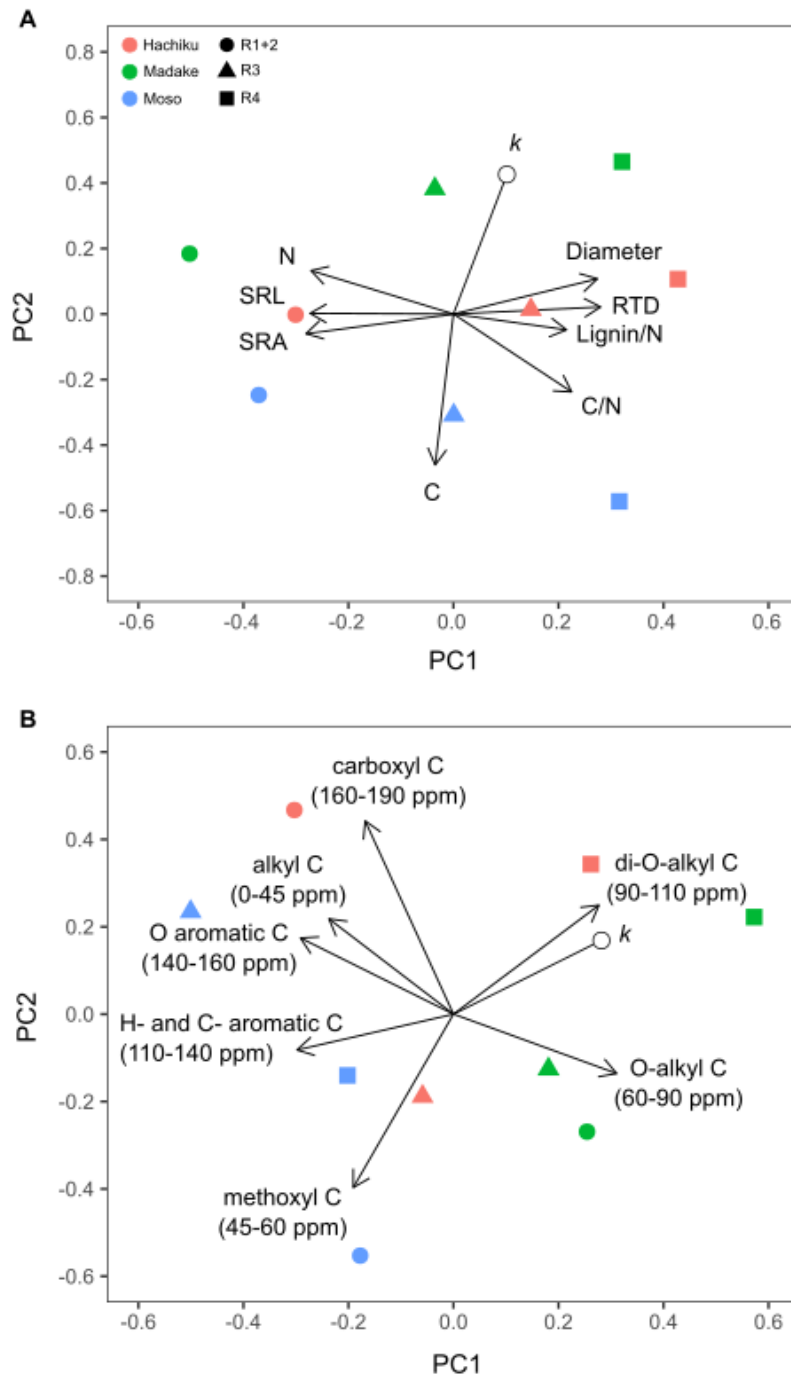 A
Hachiku
R1+2
Madake
R3
Moso
R4
0.8
0.6
0.4
0.2
0.0
-0.2
-0.4
-0.6
-0.8
PC2
k
N
Diameter
SRL
RTD
SRA
Lignin/N
C/N
C
-0.6
-0.4
-0.2
0.0
0.2
0.4
0.6
PC1
B
0.6
0.4
0.2
0.0
-0.2
-0.4
-0.6
PC2
carboxyl C
(160-190 ppm)
alkyl C
(0-45 ppm)
di-O-alkyl C
(90-110 ppm)
O aromatic C
(140-160 ppm)
k
H- and C- aromatic C
(110-140 ppm)
O-alkyl C
(60-90 ppm)
methoxyl C
(45-60 ppm)
-0.6
-0.4
-0.2
0.0
0.2
0.4
0.6
PC1